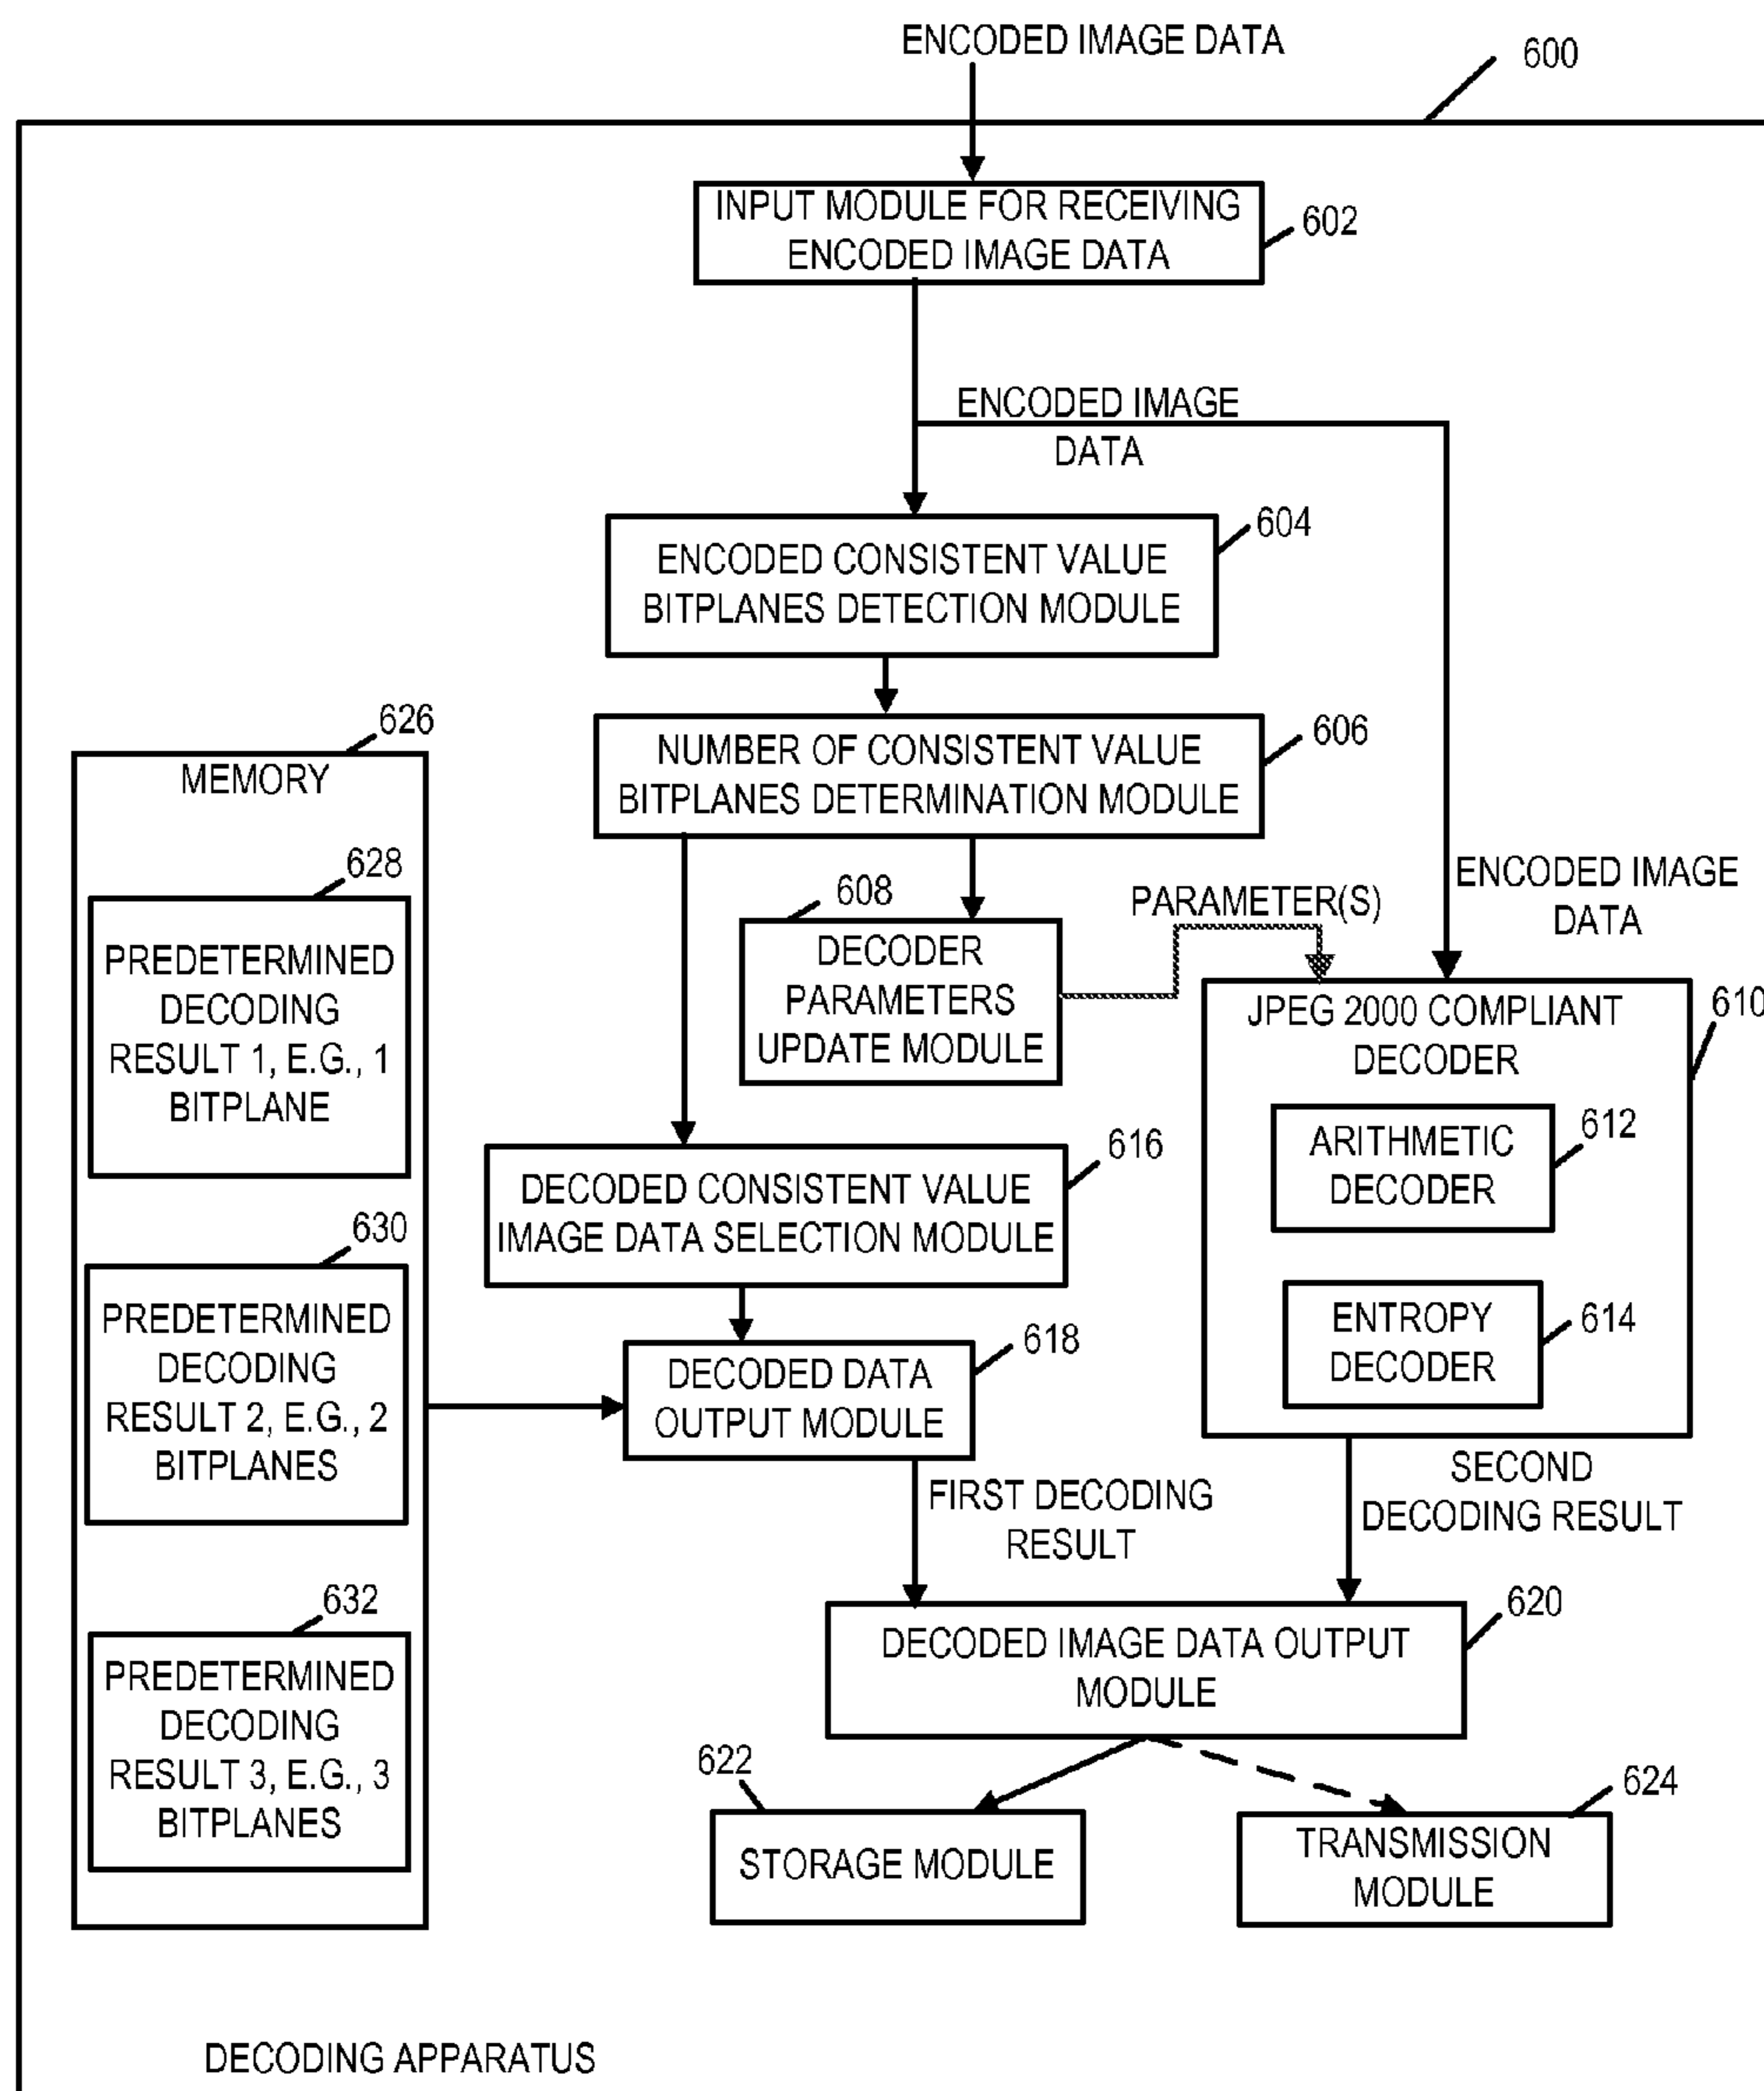 ENCODED IMAGE DATA
600
INPUT MODULE FOR RECEIVING
ENCODED IMAGE DATA
602
ENCODED IMAGE
DATA
604
ENCODED CONSISTENT VALUE
BITPLANES DETECTION MODULE
626
MEMORY
NUMBER OF CONSISTENT VALUE
BITPLANES DETERMINATION MODULE
606
628
PREDETERMINED
DECODING
RESULT 1, E.G., 1
BITPLANE
608
DECODER
PARAMETERS
UPDATE MODULE
PARAMETER(S)
ENCODED IMAGE
DATA
JPEG 2000 COMPLIANT
DECODER
610
ARITHMETIC
DECODER
612
ENTROPY
DECODER
614
616
DECODED CONSISTENT VALUE
IMAGE DATA SELECTION MODULE
630
PREDETERMINED
DECODING
RESULT 2, E.G., 2
BITPLANES
618
DECODED DATA
OUTPUT MODULE
FIRST DECODING
RESULT
SECOND
DECODING RESULT
632
PREDETERMINED
DECODING
RESULT 3, E.G., 3
BITPLANES
620
DECODED IMAGE DATA OUTPUT
MODULE
622
STORAGE MODULE
624
TRANSMISSION
MODULE
DECODING APPARATUS